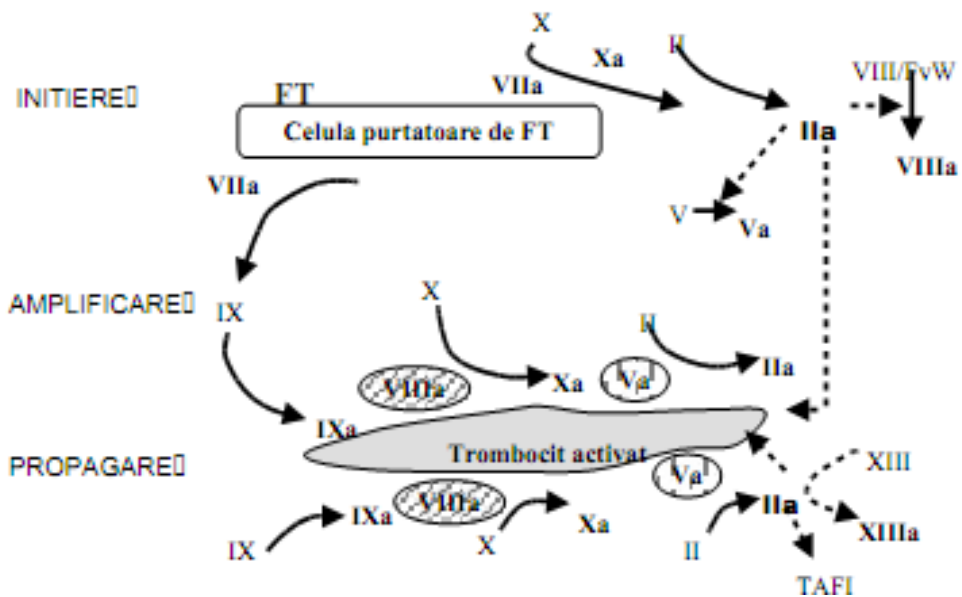 X
Xa
II
VIII/FvW
INITIERE
FT
VIIa
Celula purtatoare de FT
IIa
VIIIa
VIIa
V
Va
AMPLIFICARE
IX
X
II
IIa
VIIIa
Xa
Va
IXa
Trombocit activat
PROPAGARE
Va
XIII
IXa
VIIIa
IIa
XIIIa
IX
X
Xa
II
TAFI